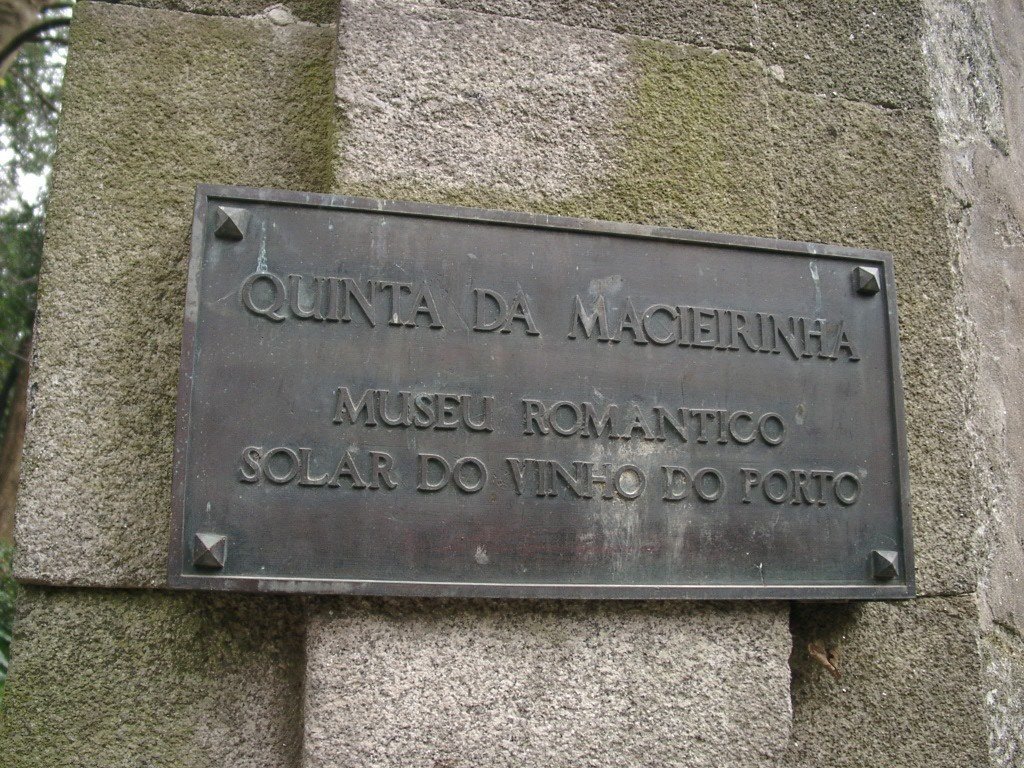 QUINTA DA MACIEIRINHA
MUSEU ROMANTICO
SOLAR DO VINHO DO PORTO